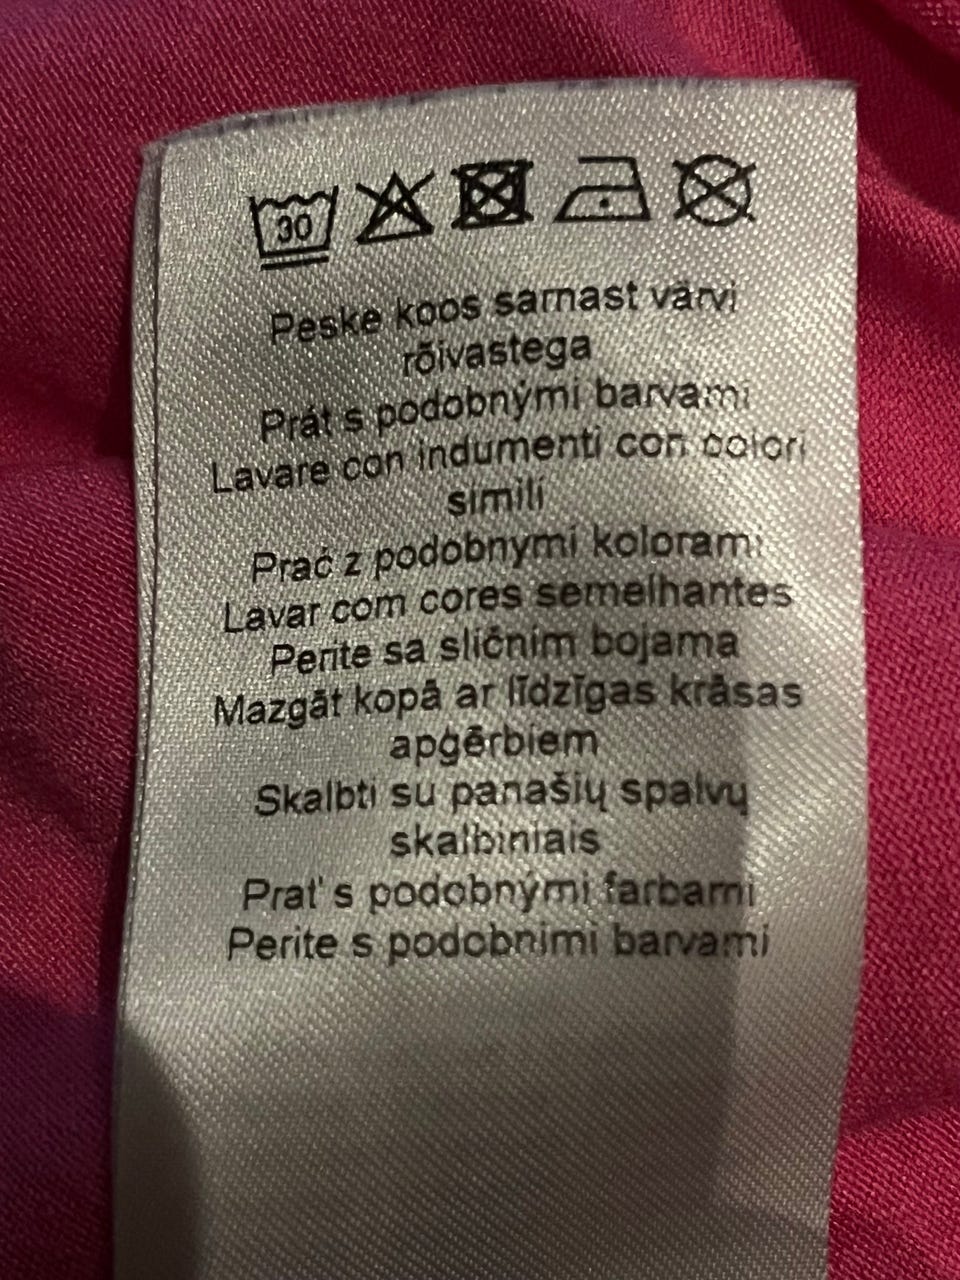 30
Peske koos sarnast värvi
rõivastega
Prát s podobnými barvami
Lavare con indumenti con colori
simili
Prać z podobnymi kolorami
Lavar com cores semelhantes
Perite sa sličnim bojama
Mazgāt kopā ar līdzīgas krāsas
apģērbiem
Skalbti su panašių spalvų
skalbiniais
Prat' s podobnými farbami
Perite s podobnimi barvami